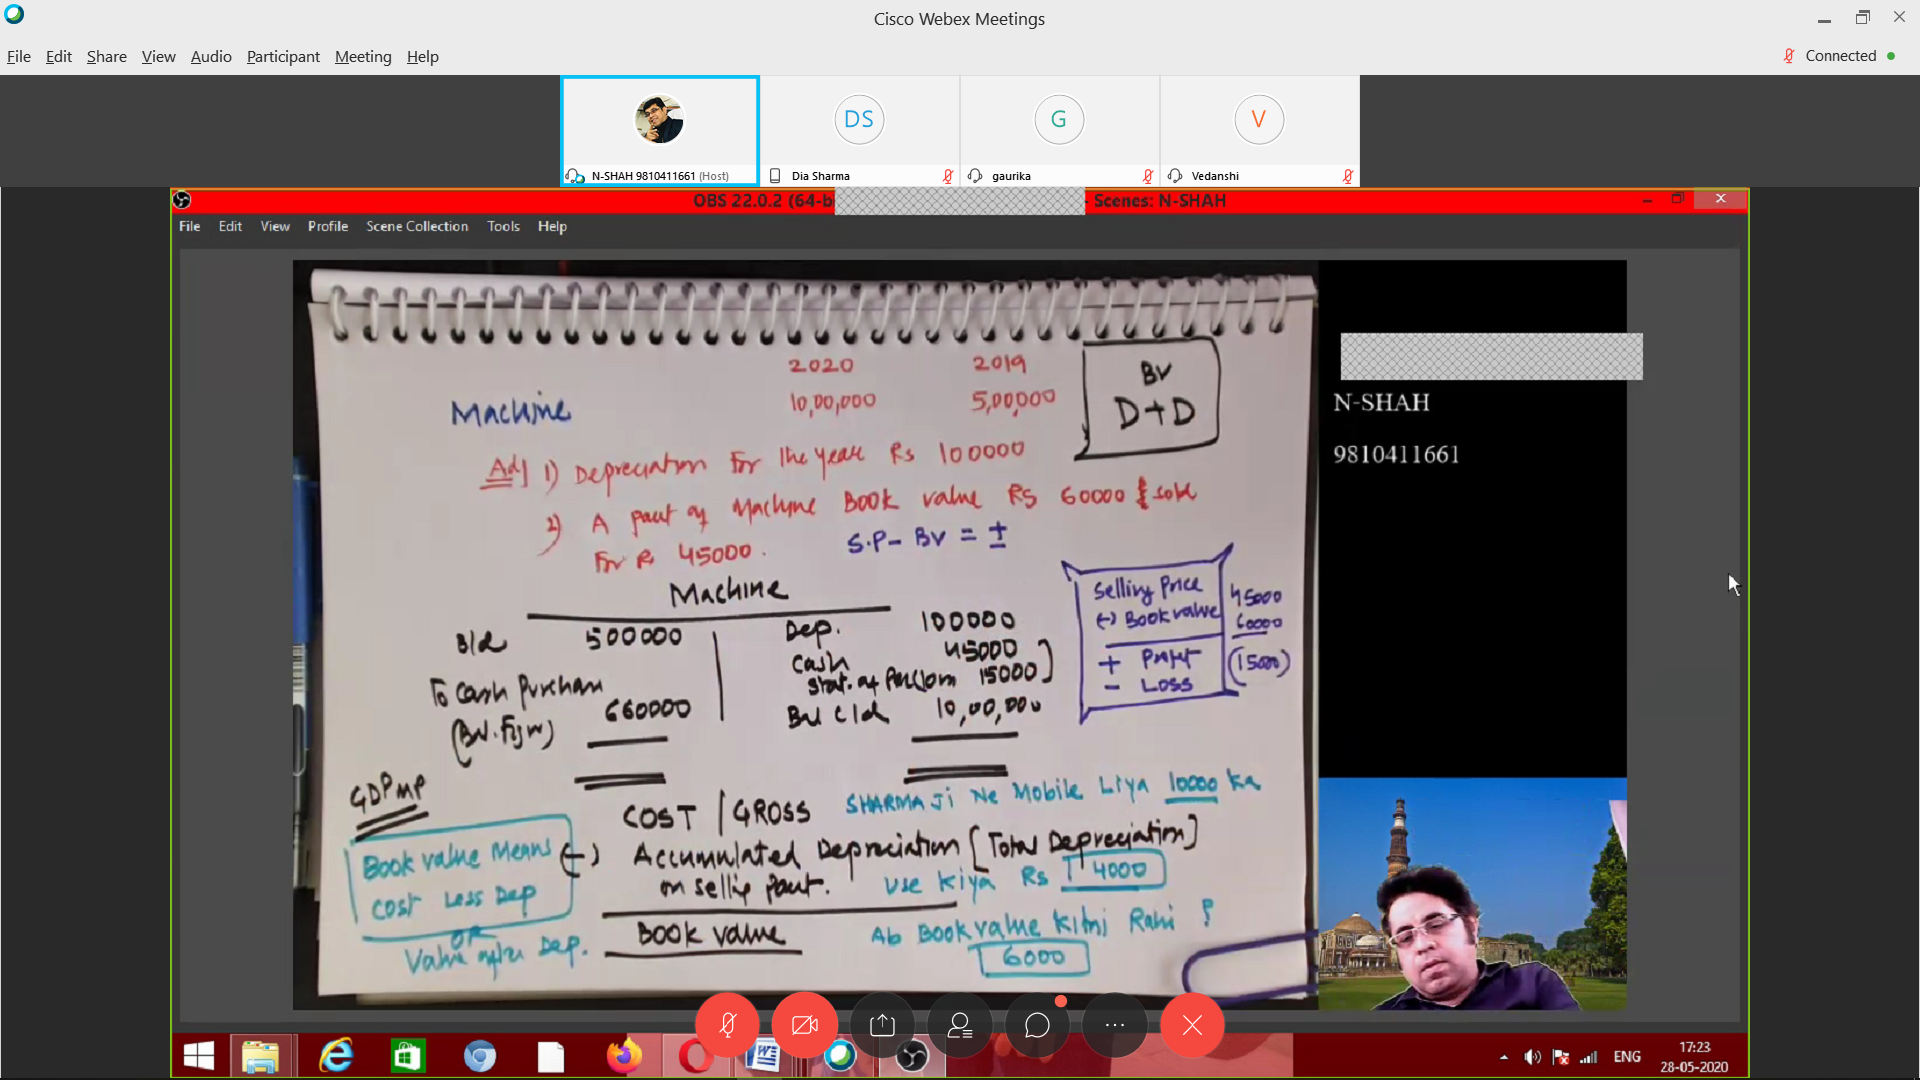 Cisco Webex Meetings
File Edit Share View Audio Participant Meeting Help
Connected
DS
G
V
N-SHAH 9810411661 (Host)
Dia Sharma
gaurika
Vedanshi
OBS 22.0.2 (64-b
- Scenes: N-SHAH
File Edit View Profile Scene Collection Tools Help
2020 2019
Machine 10,00,000 5,00,000
BV
D+D
Adj 1) Depreciation For the year Rs 100000
2) A part of Machine Book value Rs 60000 sold
For Rs 45000.
S.P - BV = ±
Machine
B/d 500000
Dep. 100000
Cash 45000
To Cash Purchase
Stat. of 15000
660000
Bal C/d 10,00,000
Selling Price 45000
(-) Book value 60000
+ Profit (15000)
- Loss
GDPMP
COST / GROSS
SHARMA Ji Ne Mobile Liya 10000 Ka
(-) Accumulated Depreciation [Total Depreciation]
on selling part.
USE Kiya Rs 4000
Book value
Ab Book value Kitni Rahi ?
6000
Book value Means
Cost Less Dep
OR
Value after Dep.
N-SHAH
9810411661
ENG
17:23
28-05-2020